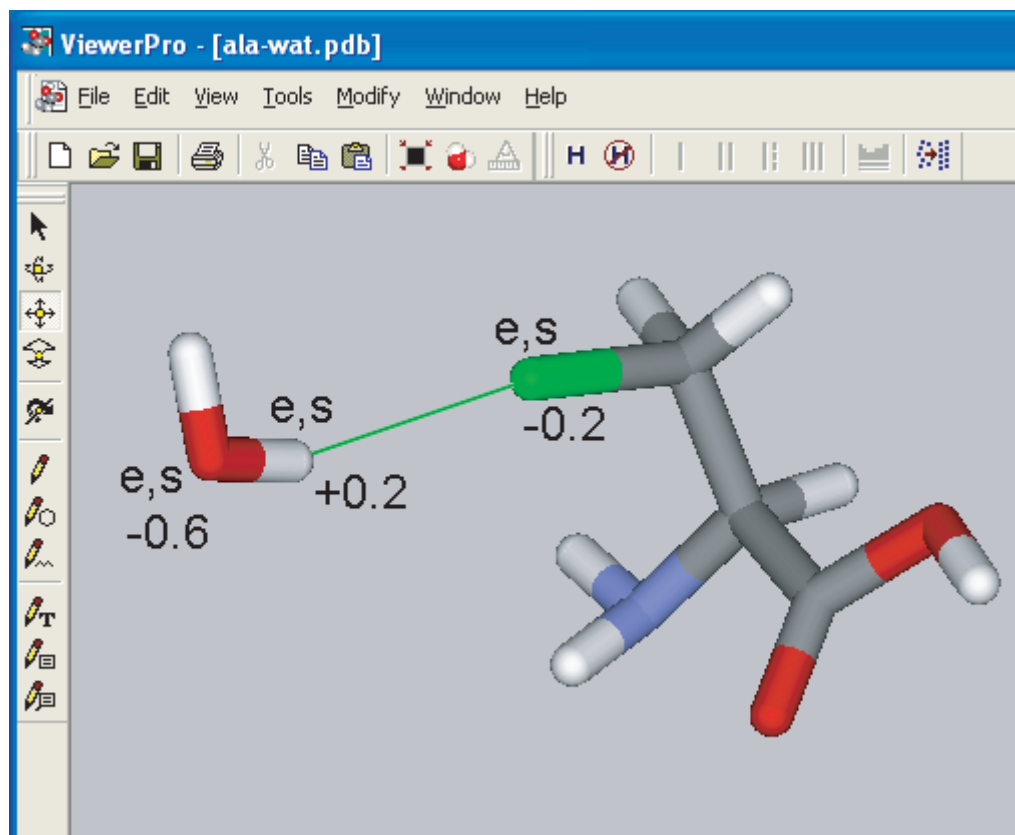 ViewerPro - [ala-wat.pdb]
File Edit View Tools Modify Window Help
H H
e,s
-0.2
e,s
+0.2
e,s
-0.6
T